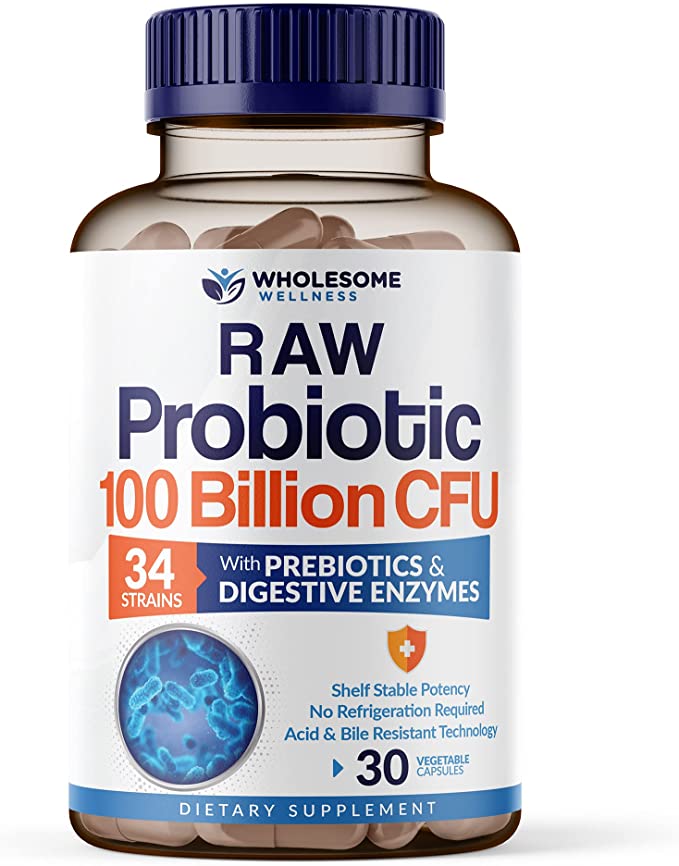 WHOLESOME
WELLNESS
RAW
Probiotic
100 Billion CFU
34
STRAINS
With PREBIOTICS &
DIGESTIVE ENZYMES
Shelf Stable Potency
No Refrigeration Required
Acid & Bile Resistant Technology
30 VEGETABLE
CAPSULES
DIETARY SUPPLEMENT